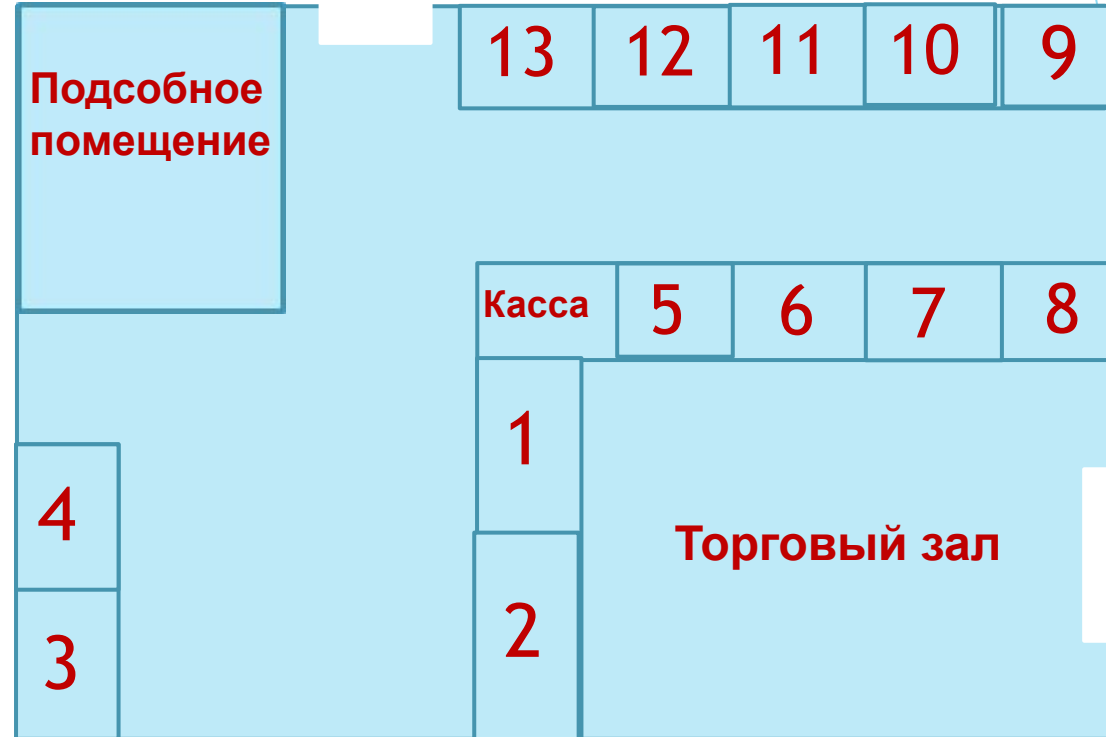 Подсобное
помещение
13 12 11 10 9
Касса 5 6 7 8
1
4
Торговый зал
2
3